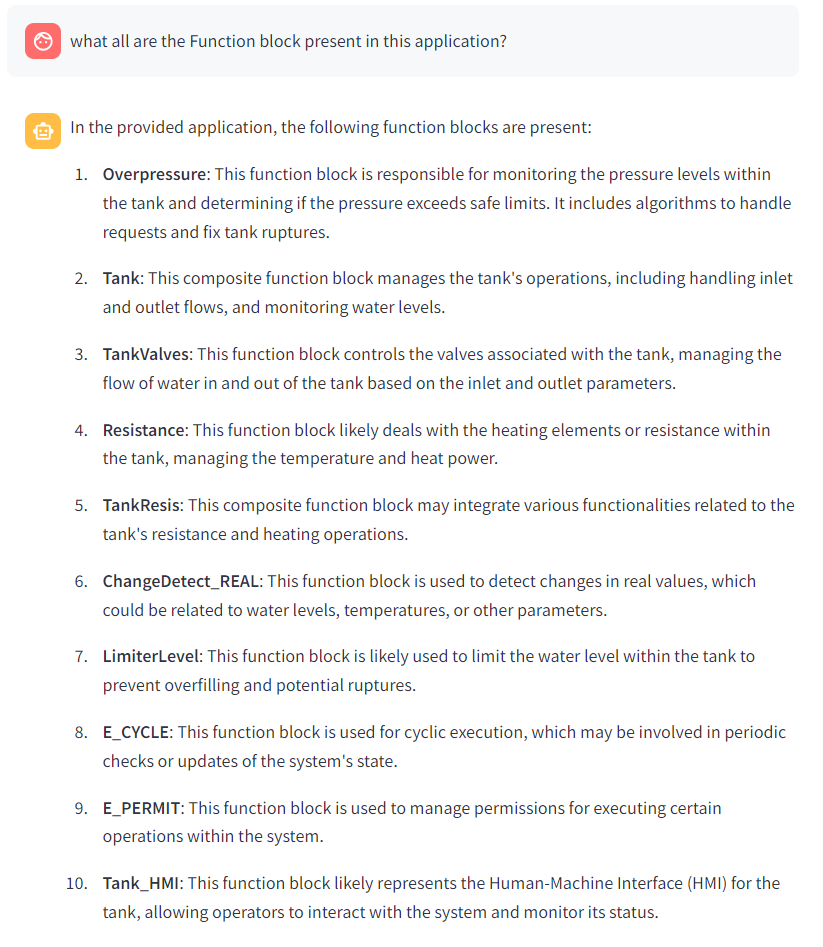 what all are the Function block present in this application?
In the provided application, the following function blocks are present:
1. Overpressure: This function block is responsible for monitoring the pressure levels within
the tank and determining if the pressure exceeds safe limits. It includes algorithms to handle
requests and fix tank ruptures.
2. Tank: This composite function block manages the tank's operations, including handling inlet
and outlet flows, and monitoring water levels.
3. TankValves: This function block controls the valves associated with the tank, managing the
flow of water in and out of the tank based on the inlet and outlet parameters.
4. Resistance: This function block likely deals with the heating elements or resistance within
the tank, managing the temperature and heat power.
5. TankResis: This composite function block may integrate various functionalities related to the
tank's resistance and heating operations.
6. ChangeDetect_REAL: This function block is used to detect changes in real values, which
could be related to water levels, temperatures, or other parameters.
7. LimiterLevel: This function block is likely used to limit the water level within the tank to
prevent overfilling and potential ruptures.
8. E_CYCLE: This function block is used for cyclic execution, which may be involved in periodic
checks or updates of the system's state.
9. E_PERMIT: This function block is used to manage permissions for executing certain
operations within the system.
10. Tank_HMI: This function block likely represents the Human-Machine Interface (HMI) for the
tank, allowing operators to interact with the system and monitor its status.